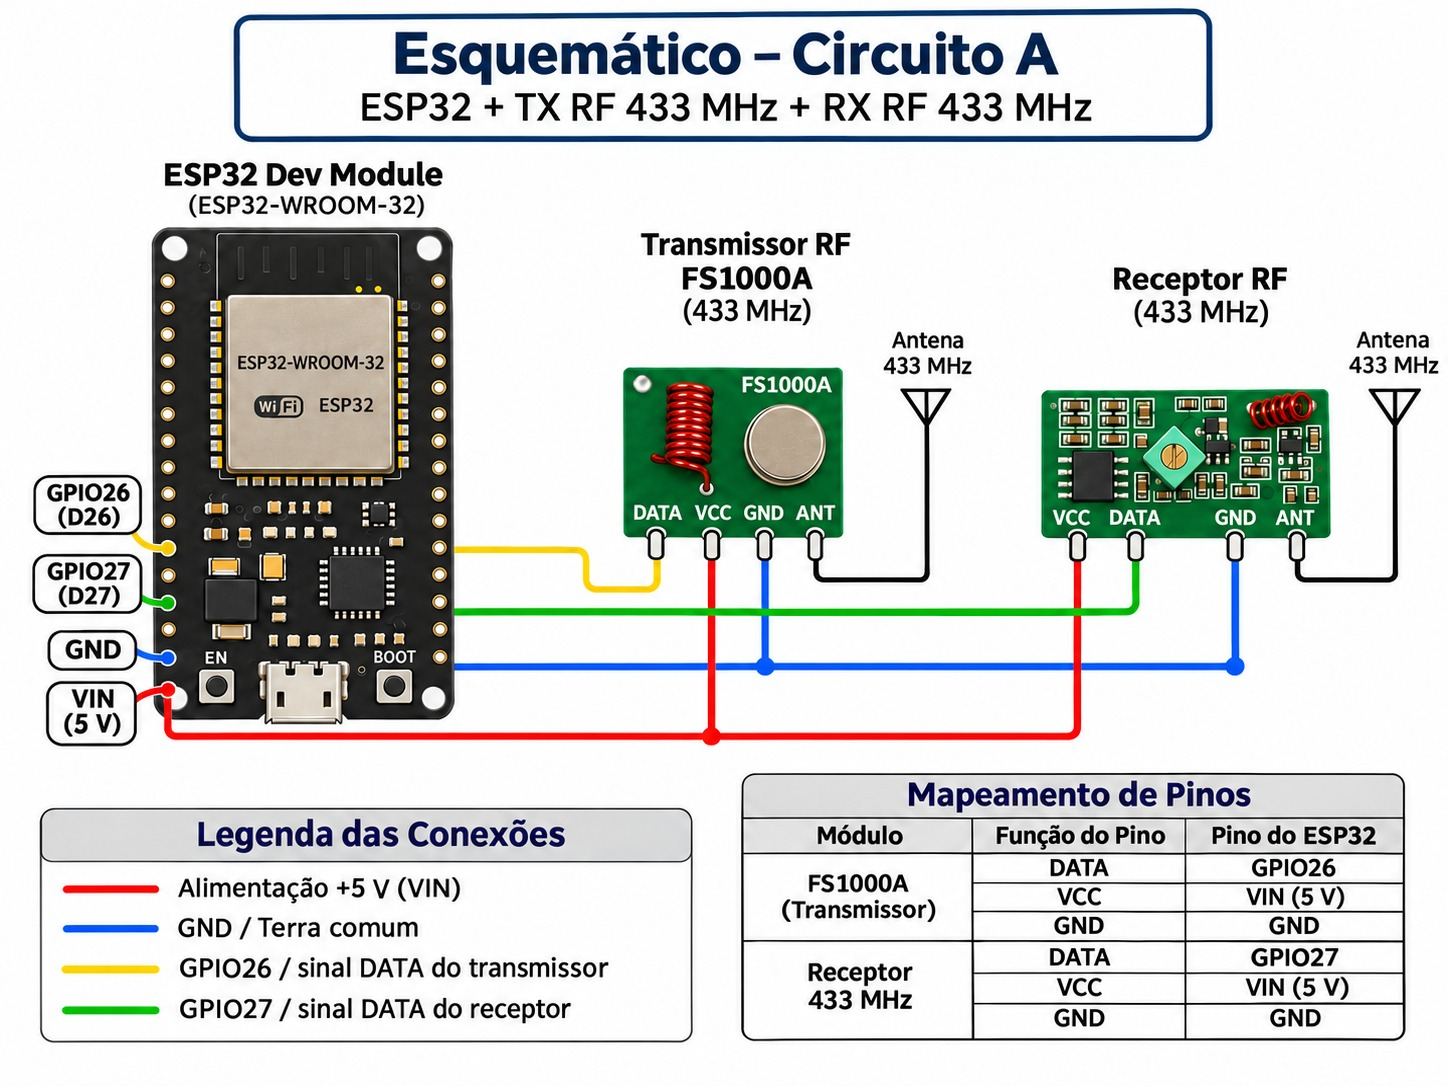 Esquemático – Circuito A
ESP32 + TX RF 433 MHz + RX RF 433 MHz
ESP32 Dev Module
(ESP32-WROOM-32)
ESP32-WROOM-32
WiFi ESP32
GPIO26
(D26)
GPIO27
(D27)
GND
VIN
(5 V)
EN
BOOT
Transmissor RF
FS1000A
(433 MHz)
FS1000A
DATA VCC GND ANT
Antena
433 MHz
Receptor RF
(433 MHz)
VCC DATA GND ANT
Antena
433 MHz
Legenda das Conexões
Alimentação +5 V (VIN)
GND / Terra comum
GPIO26 / sinal DATA do transmissor
GPIO27 / sinal DATA do receptor
Mapeamento de Pinos
Módulo Função do Pino Pino do ESP32
FS1000A
(Transmissor)
DATA GPIO26
VCC VIN (5 V)
GND GND
Receptor
433 MHz
DATA GPIO27
VCC VIN (5 V)
GND GND